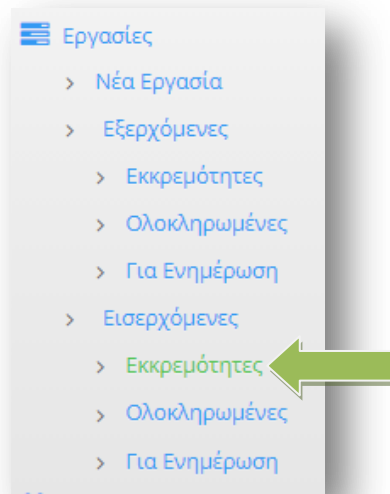 Εργασίες
> Νέα Εργασία
> Εξερχόμενες
> Εκκρεμότητες
> Ολοκληρωμένες
> Για Ενημέρωση
> Εισερχόμενες
> Εκκρεμότητες
> Ολοκληρωμένες
> Για Ενημέρωση